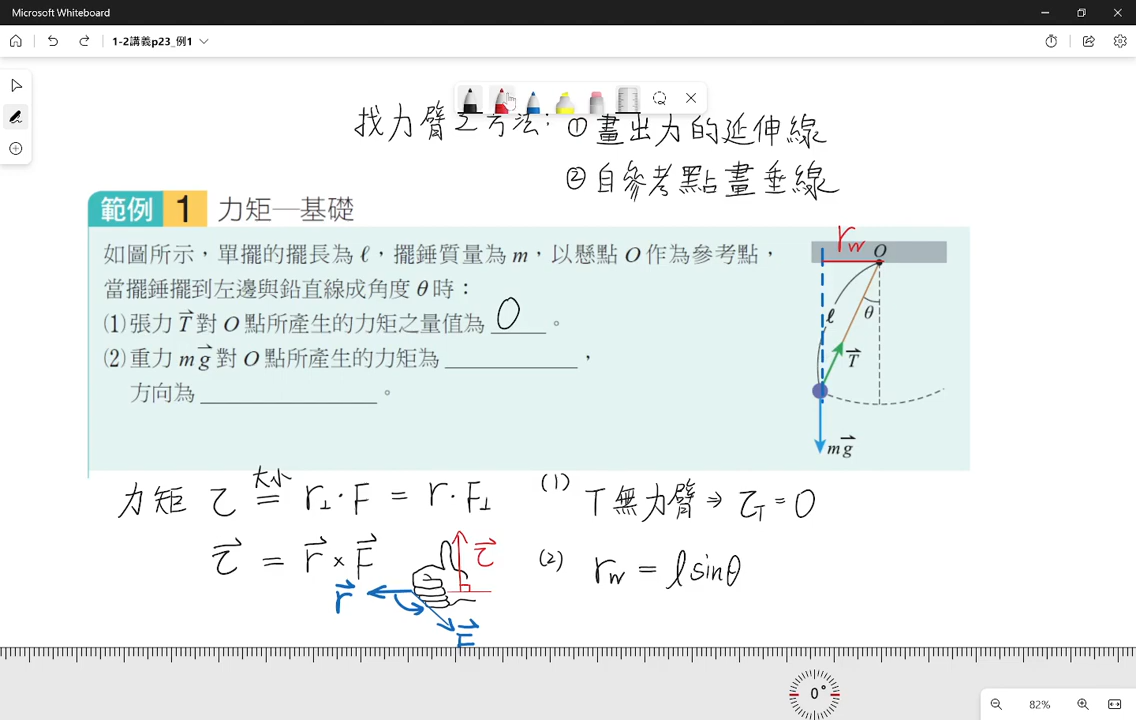 Microsoft Whiteboard
1-2講義p23_例1
找力臂之方法：①畫出力的延伸線
②自參考點畫垂線
範例 1 力矩—基礎
如圖所示，單擺的擺長為 ℓ，擺錘質量為 m，以懸點 O 作為參考點，
當擺錘擺到左邊與鉛直線成角度 θ 時：
(1)張力 T⃗ 對 O 點所產生的力矩之量值為 0 。
(2)重力 mg⃗ 對 O 點所產生的力矩為 ，
方向為 。
r_w
O
ℓ
θ
T⃗
mg⃗
力矩 τ 大小= r⊥·F = r·F⊥
τ⃗ = r⃗ × F⃗
τ⃗
r⃗
F⃗
(1) T無力臂 ⇒ τ_T = 0
(2) r_w = ℓsinθ
0°
82%